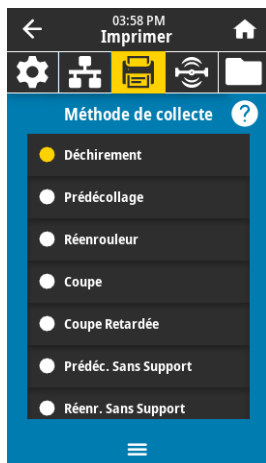 03:58 PM
Imprimer
Méthode de collecte ?
Déchirement
Prédécollage
Réenrouleur
Coupe
Coupe Retardée
Prédéc. Sans Support
Réenr. Sans Support